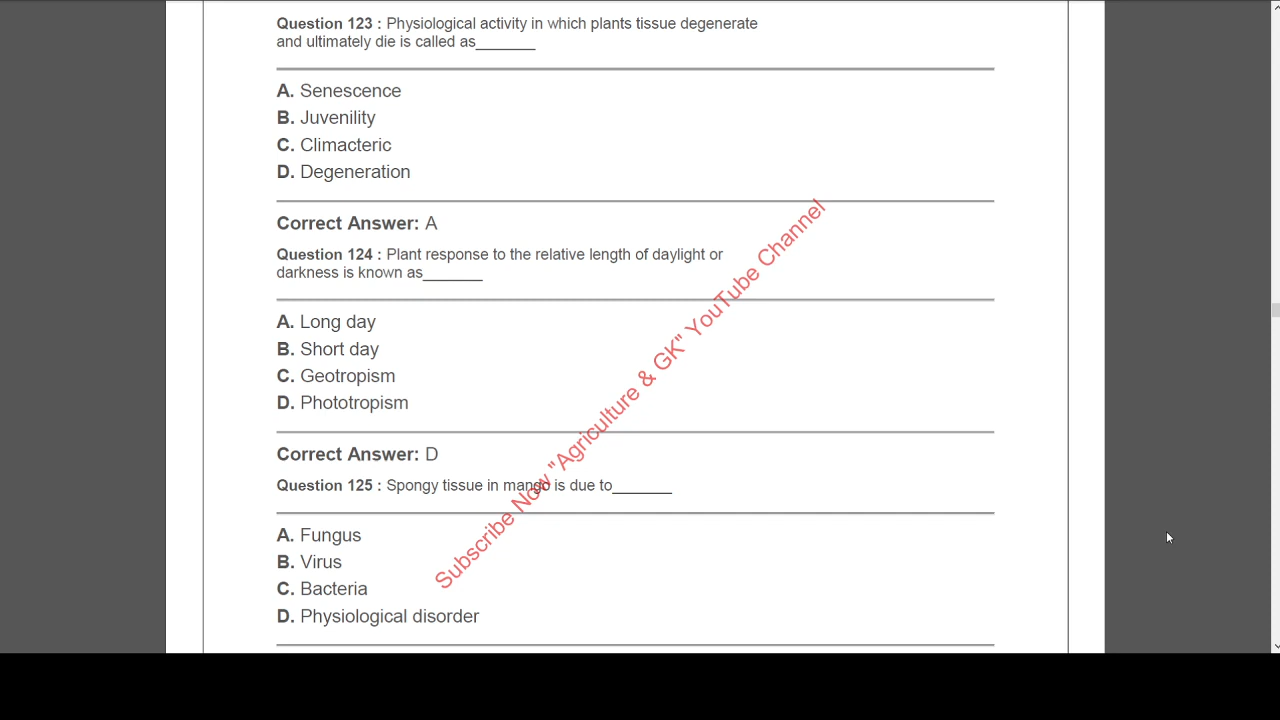 Question 123 : Physiological activity in which plants tissue degenerate
and ultimately die is called as_______
A. Senescence
B. Juvenility
C. Climacteric
D. Degeneration
Correct Answer: A
Question 124 : Plant response to the relative length of daylight or
darkness is known as_______
A. Long day
B. Short day
C. Geotropism
D. Phototropism
Correct Answer: D
Question 125 : Spongy tissue in mango is due to_______
A. Fungus
B. Virus
C. Bacteria
D. Physiological disorder
Subscribe Now "Agriculture & GK" YouTube Channel